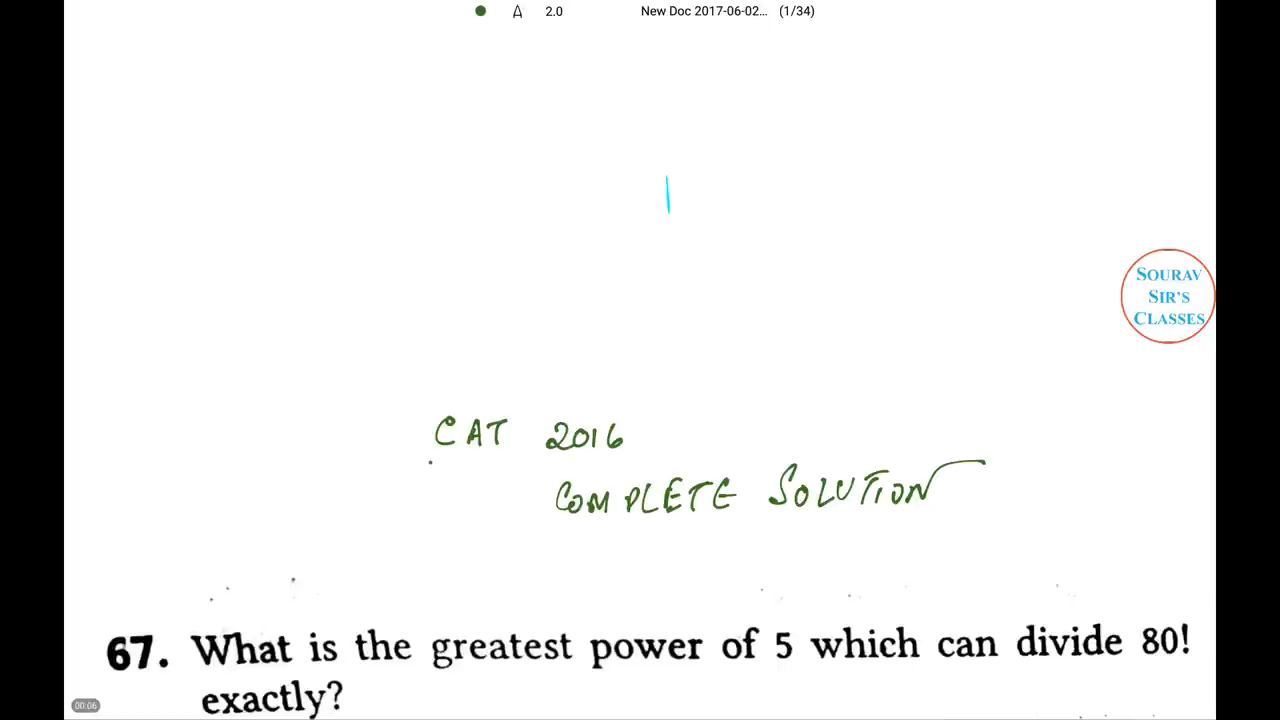 A 2.0 New Doc 2017-06-02... (1/34)
SOURAV
SIR'S
CLASSES
CAT 2016
COMPLETE SOLUTION
67. What is the greatest power of 5 which can divide 80!
exactly?
00:06